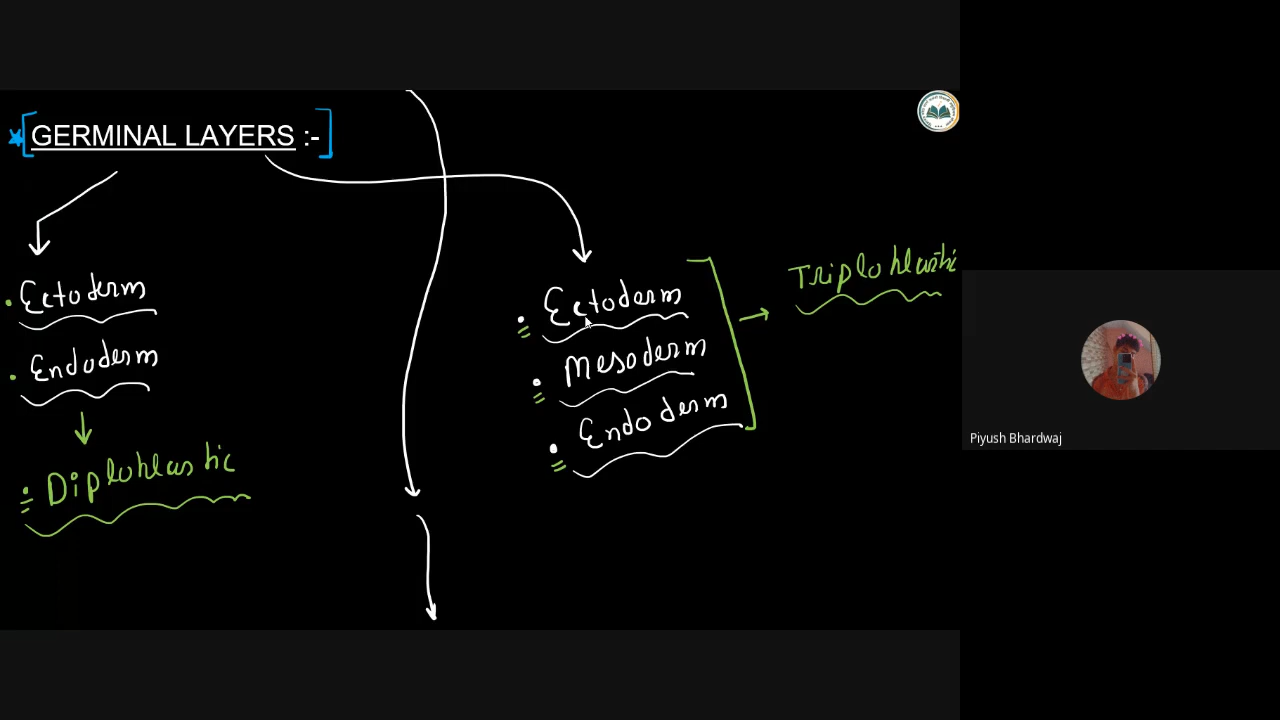 GERMINAL LAYERS :-
Ectoderm
Endoderm
Diploblastic
Ectoderm
Mesoderm
Endoderm
Triploblastic
Piyush Bhardwaj